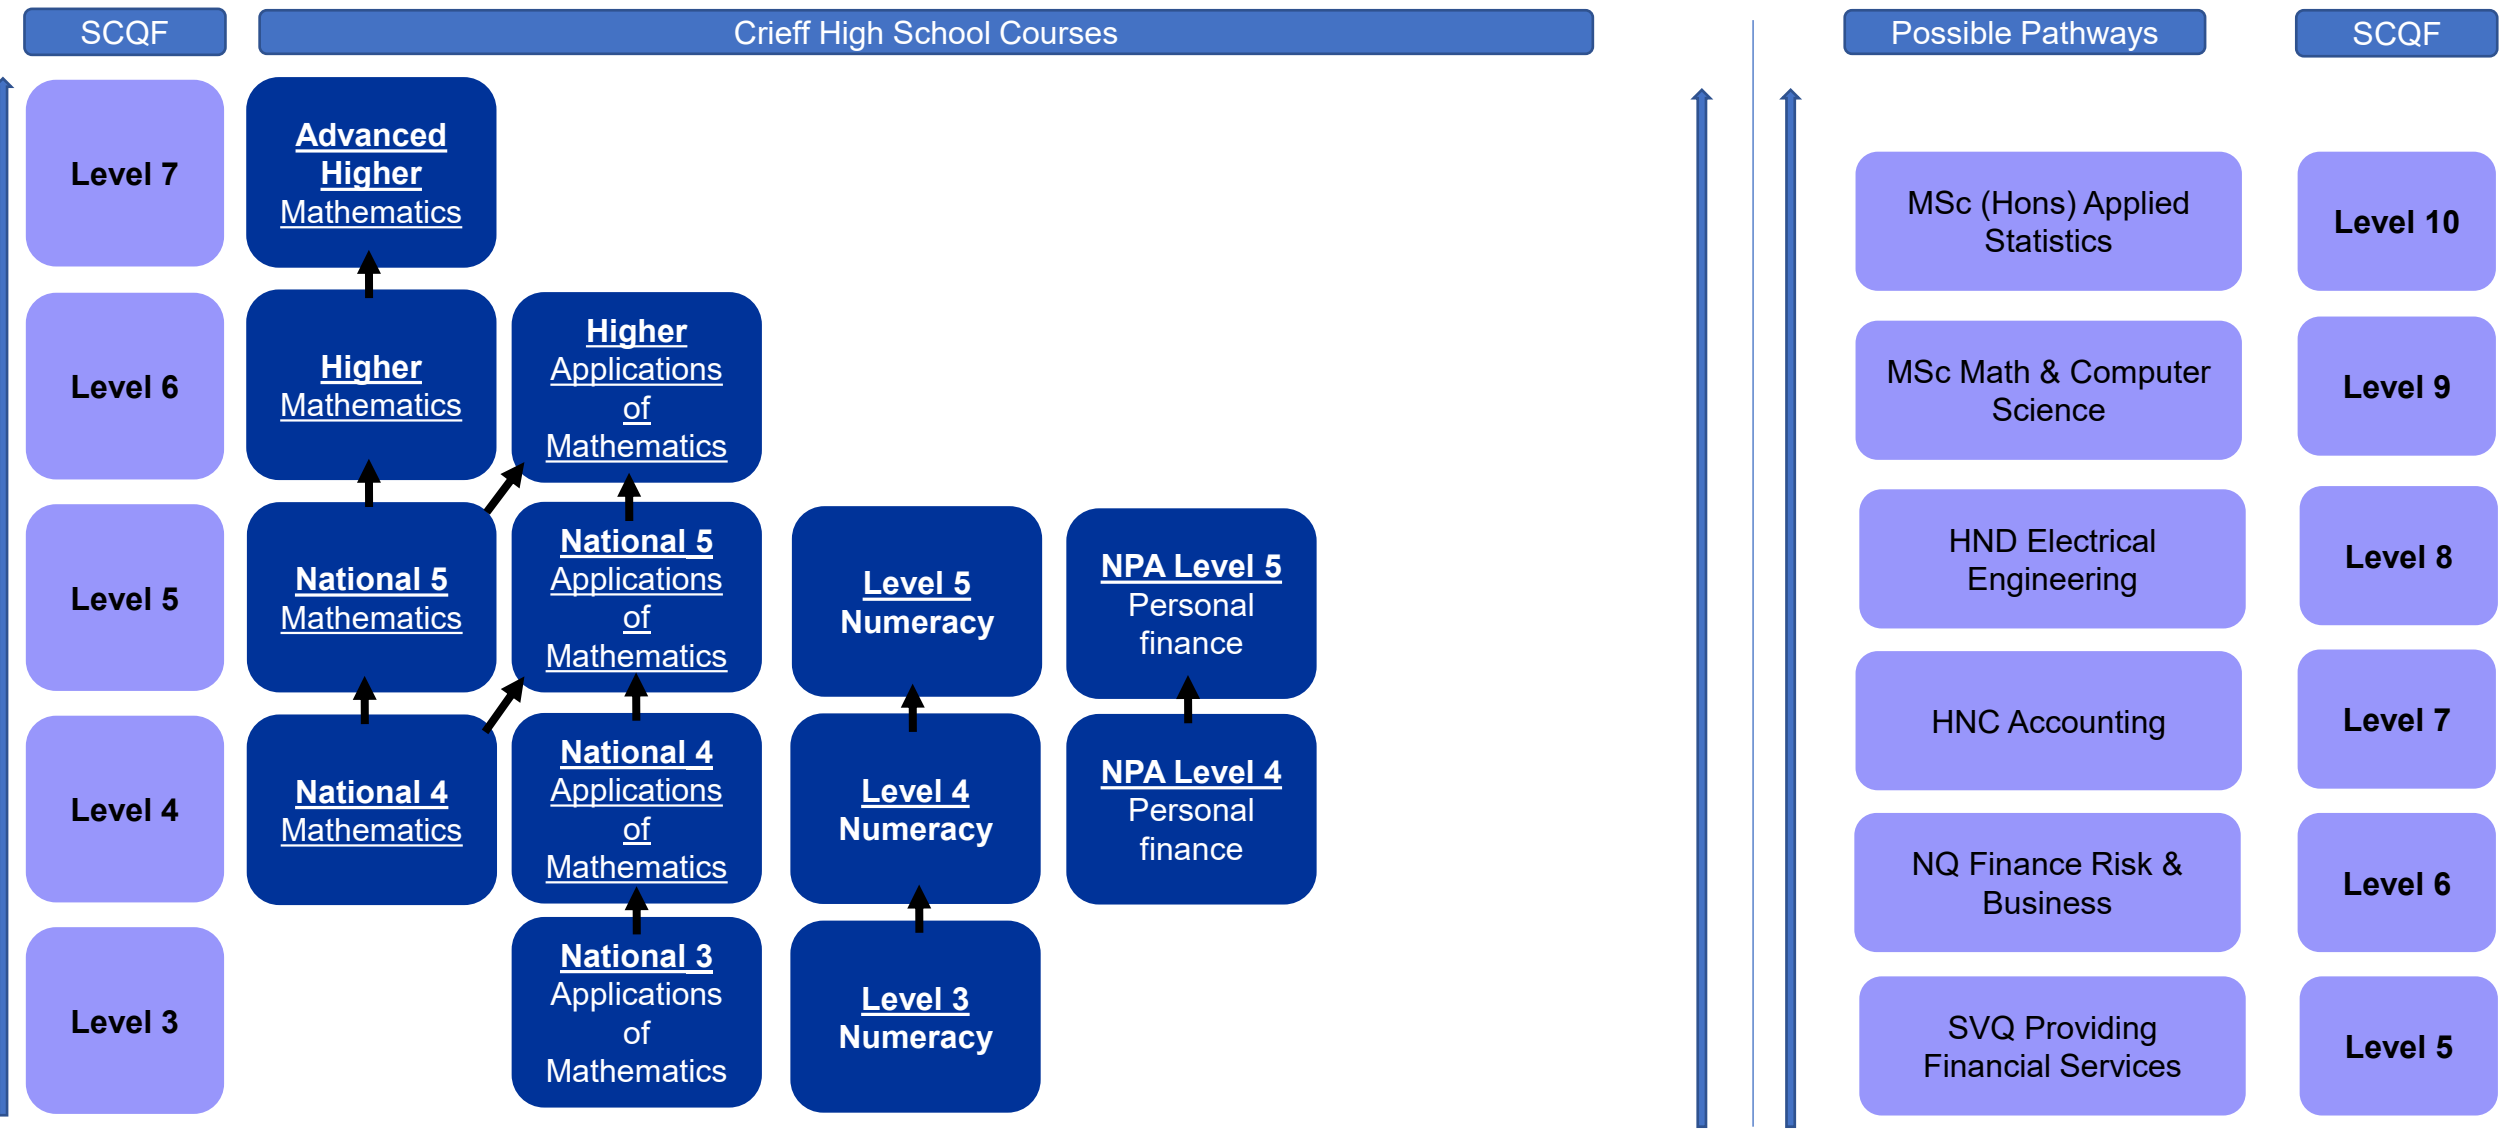 SCQF
Crieff High School Courses
Possible Pathways
SCQF
Level 7
Advanced
Higher
Mathematics
Level 6
Higher
Mathematics
Higher
Applications
of
Mathematics
Level 5
National 5
Mathematics
National 5
Applications
of
Mathematics
Level 5
Numeracy
NPA Level 5
Personal
finance
Level 4
National 4
Mathematics
National 4
Applications
of
Mathematics
Level 4
Numeracy
NPA Level 4
Personal
finance
Level 3
National 3
Applications
of
Mathematics
Level 3
Numeracy
MSc (Hons) Applied
Statistics
Level 10
MSc Math & Computer
Science
Level 9
HND Electrical
Engineering
Level 8
HNC Accounting
Level 7
NQ Finance Risk &
Business
Level 6
SVQ Providing
Financial Services
Level 5